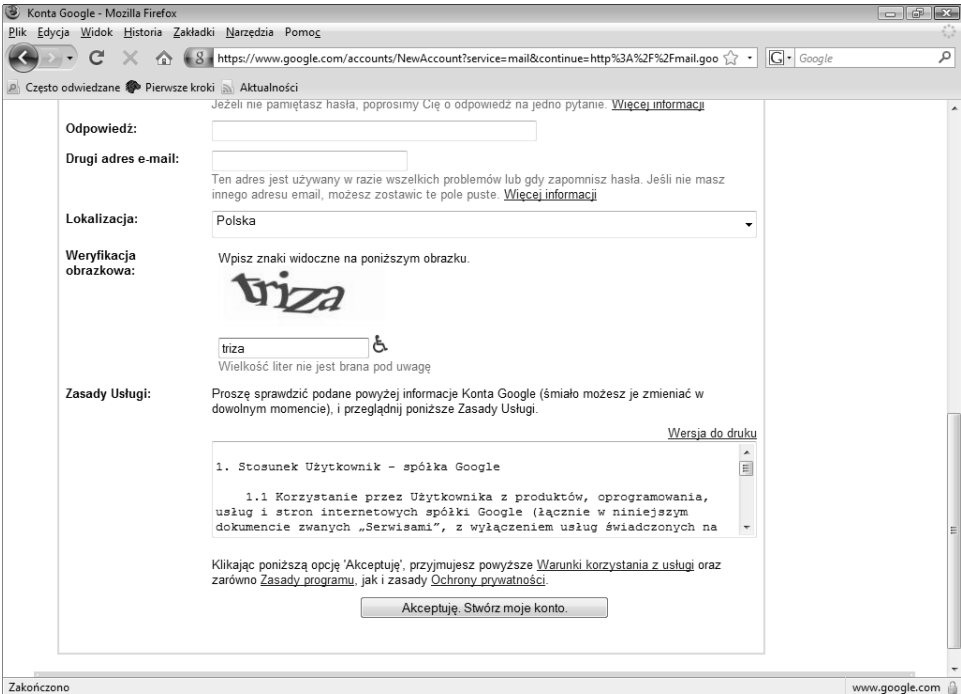 Konta Google - Mozilla Firefox
Plik Edycja Widok Historia Zakładki Narzędzia Pomoc
https://www.google.com/accounts/NewAccount?service=mail&continue=http%3A%2F%2Fmail.goo
Google
Często odwiedzane Pierwsze kroki Aktualności
Jeżeli nie pamiętasz hasła, poprosimy Cię o odpowiedź na jedno pytanie. Więcej informacji
Odpowiedź:
Drugi adres e-mail:
Ten adres jest używany w razie wszelkich problemów lub gdy zapomnisz hasła. Jeśli nie masz
innego adresu email, możesz zostawic te pole puste. Więcej informacji
Lokalizacja:
Polska
Weryfikacja
obrazkowa:
Wpisz znaki widoczne na poniższym obrazku.
triza
triza
Wielkość liter nie jest brana pod uwagę
Zasady Usługi:
Proszę sprawdzić podane powyżej informacje Konta Google (śmiało możesz je zmieniać w
dowolnym momencie), i przeglądnij poniższe Zasady Usługi.
Wersja do druku
1. Stosunek Użytkownik – spółka Google
1.1 Korzystanie przez Użytkownika z produktów, oprogramowania,
usług i stron internetowych spółki Google (łącznie w niniejszym
dokumencie zwanych „Serwisami”, z wyłączeniem usług świadczonych na
Klikając poniższą opcję 'Akceptuję', przyjmujesz powyższe Warunki korzystania z usługi oraz
zarówno Zasady programu, jak i zasady Ochrony prywatności.
Akceptuję. Stwórz moje konto.
Zakończono
www.google.com